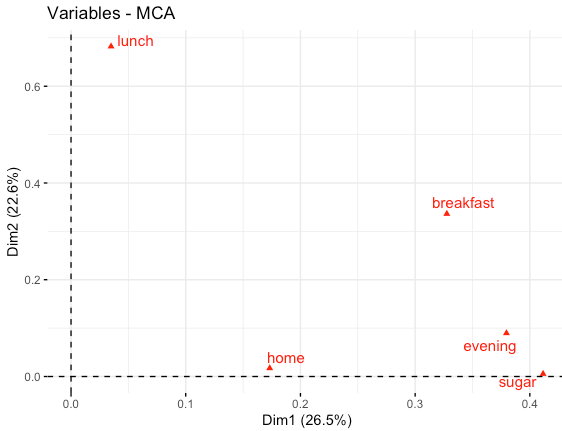 Variables - MCA
lunch
0.6
0.4
breakfast
Dim2 (22.6%)
0.2
evening
home
0.0
sugar
0.0 0.1 0.2 0.3 0.4
Dim1 (26.5%)